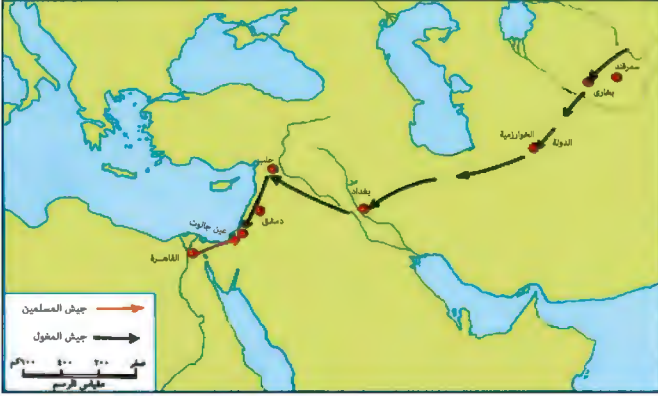 سمرقند
بخارى
الخوارزمية
الدولة
بغداد
حلب
دمشق
عين جالوت
القاهرة
جيش المسلمين
جيش المغول
صفر ٢٠٠ ٤٠٠ ٦٠٠كم
مقياس الرسم